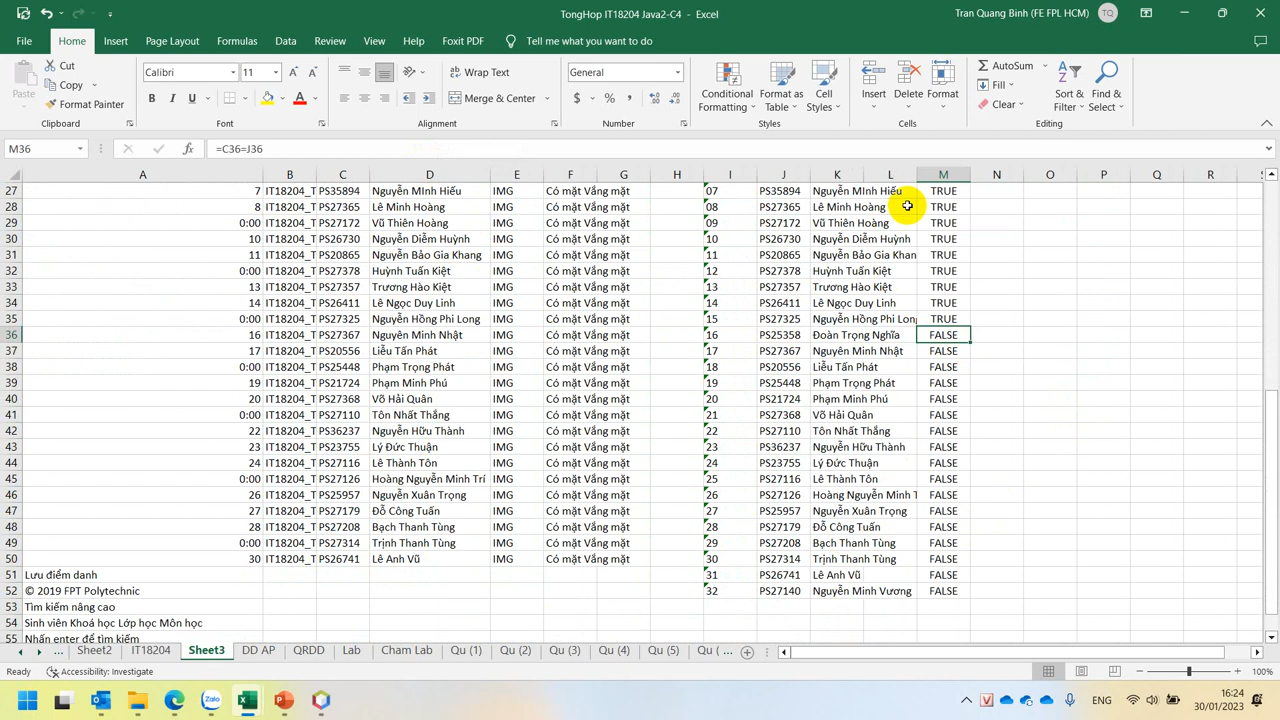 TongHop IT18204 Java2-C4 - Excel
Tran Quang Binh (FE FPL HCM) TQ
File Home Insert Page Layout Formulas Data Review View Help Foxit PDF Tell me what you want to do
Cut
Copy
Format Painter
Paste
Clipboard
Calibri 11
B I U
Font
Wrap Text
Merge & Center
Alignment
General
$ % ,
Number
Conditional Formatting
Format as Table
Cell Styles
Styles
Insert Delete Format
Cells
AutoSum
Fill
Clear
Sort & Filter
Find & Select
Editing
M36 fx =C36=J36
A B C D E F G H I J K L M N O P Q R
27 7 IT18204_T PS35894 Nguyễn MInh Hiếu IMG Có mặt Vắng mặt 07 PS35894 Nguyễn MInh Hiếu TRUE
28 8 IT18204_T PS27365 Lê Minh Hoàng IMG Có mặt Vắng mặt 08 PS27365 Lê Minh Hoàng TRUE
29 0:00 IT18204_T PS27172 Vũ Thiên Hoàng IMG Có mặt Vắng mặt 09 PS27172 Vũ Thiên Hoàng TRUE
30 10 IT18204_T PS26730 Nguyễn Diễm Huỳnh IMG Có mặt Vắng mặt 10 PS26730 Nguyễn Diễm Huỳnh TRUE
31 11 IT18204_T PS20865 Nguyễn Bảo Gia Khang IMG Có mặt Vắng mặt 11 PS20865 Nguyễn Bảo Gia Khan TRUE
32 0:00 IT18204_T PS27378 Huỳnh Tuấn Kiệt IMG Có mặt Vắng mặt 12 PS27378 Huỳnh Tuấn Kiệt TRUE
33 13 IT18204_T PS27357 Trương Hào Kiệt IMG Có mặt Vắng mặt 13 PS27357 Trương Hào Kiệt TRUE
34 14 IT18204_T PS26411 Lê Ngọc Duy Linh IMG Có mặt Vắng mặt 14 PS26411 Lê Ngọc Duy Linh TRUE
35 0:00 IT18204_T PS27325 Nguyễn Hồng Phi Long IMG Có mặt Vắng mặt 15 PS27325 Nguyễn Hồng Phi Long TRUE
36 16 IT18204_T PS27367 Nguyên Minh Nhật IMG Có mặt Vắng mặt 16 PS25358 Đoàn Trọng Nghĩa FALSE
37 17 IT18204_T PS20556 Liễu Tấn Phát IMG Có mặt Vắng mặt 17 PS27367 Nguyên Minh Nhật FALSE
38 0:00 IT18204_T PS25448 Phạm Trọng Phát IMG Có mặt Vắng mặt 18 PS20556 Liễu Tấn Phát FALSE
39 19 IT18204_T PS21724 Phạm Minh Phú IMG Có mặt Vắng mặt 19 PS25448 Phạm Trọng Phát FALSE
40 20 IT18204_T PS27368 Võ Hải Quân IMG Có mặt Vắng mặt 20 PS21724 Phạm Minh Phú FALSE
41 0:00 IT18204_T PS27110 Tôn Nhất Thắng IMG Có mặt Vắng mặt 21 PS27368 Võ Hải Quân FALSE
42 22 IT18204_T PS36237 Nguyễn Hữu Thành IMG Có mặt Vắng mặt 22 PS27110 Tôn Nhất Thắng FALSE
43 23 IT18204_T PS23755 Lý Đức Thuận IMG Có mặt Vắng mặt 23 PS36237 Nguyễn Hữu Thành FALSE
44 24 IT18204_T PS27116 Lê Thành Tôn IMG Có mặt Vắng mặt 24 PS23755 Lý Đức Thuận FALSE
45 0:00 IT18204_T PS27126 Hoàng Nguyễn Minh Trí IMG Có mặt Vắng mặt 25 PS27116 Lê Thành Tôn FALSE
46 26 IT18204_T PS25957 Nguyễn Xuân Trọng IMG Có mặt Vắng mặt 26 PS27126 Hoàng Nguyễn Minh T FALSE
47 27 IT18204_T PS27179 Đỗ Công Tuấn IMG Có mặt Vắng mặt 27 PS25957 Nguyễn Xuân Trọng FALSE
48 28 IT18204_T PS27208 Bạch Thanh Tùng IMG Có mặt Vắng mặt 28 PS27179 Đỗ Công Tuấn FALSE
49 0:00 IT18204_T PS27314 Trịnh Thanh Tùng IMG Có mặt Vắng mặt 29 PS27208 Bạch Thanh Tùng FALSE
50 30 IT18204_T PS26741 Lê Anh Vũ IMG Có mặt Vắng mặt 30 PS27314 Trịnh Thanh Tùng FALSE
51 Lưu điểm danh 31 PS26741 Lê Anh Vũ FALSE
52 © 2019 FPT Polytechnic 32 PS27140 Nguyễn Minh Vương FALSE
53 Tìm kiếm nâng cao
54 Sinh viên Khoá học Lớp học Môn học
55 Nhấn enter để tìm kiếm
... Sheet2 IT18204 Sheet3 DD AP QRDD Lab Cham Lab Qu (1) Qu (2) Qu (3) Qu (4) Qu (5) Qu ( ...
Ready Accessibility: Investigate 100%
Zalo ENG 16:24
30/01/2023